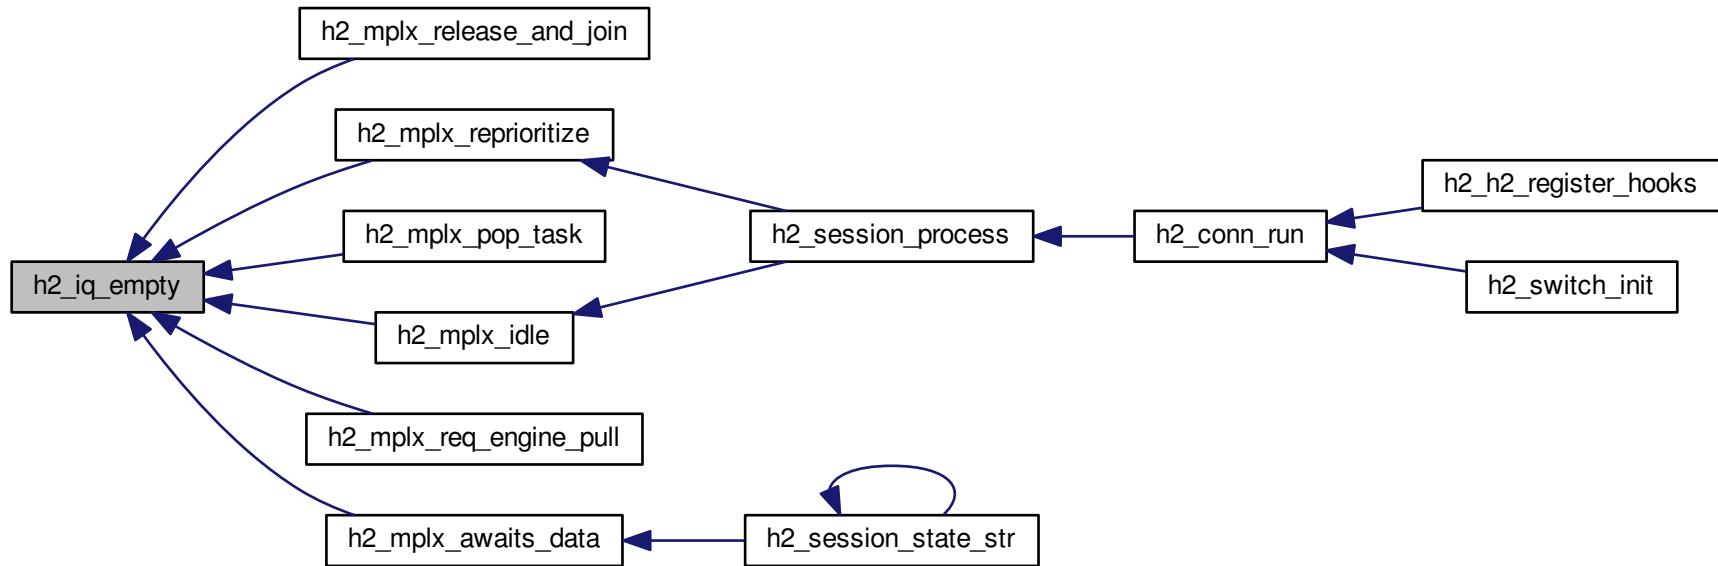 h2_mplx_release_and_join
h2_mplx_reprioritize
h2_h2_register_hooks
h2_mplx_pop_task
h2_session_process
h2_conn_run
h2_iq_empty
h2_switch_init
h2_mplx_idle
h2_mplx_req_engine_pull
h2_mplx_awaits_data
h2_session_state_str